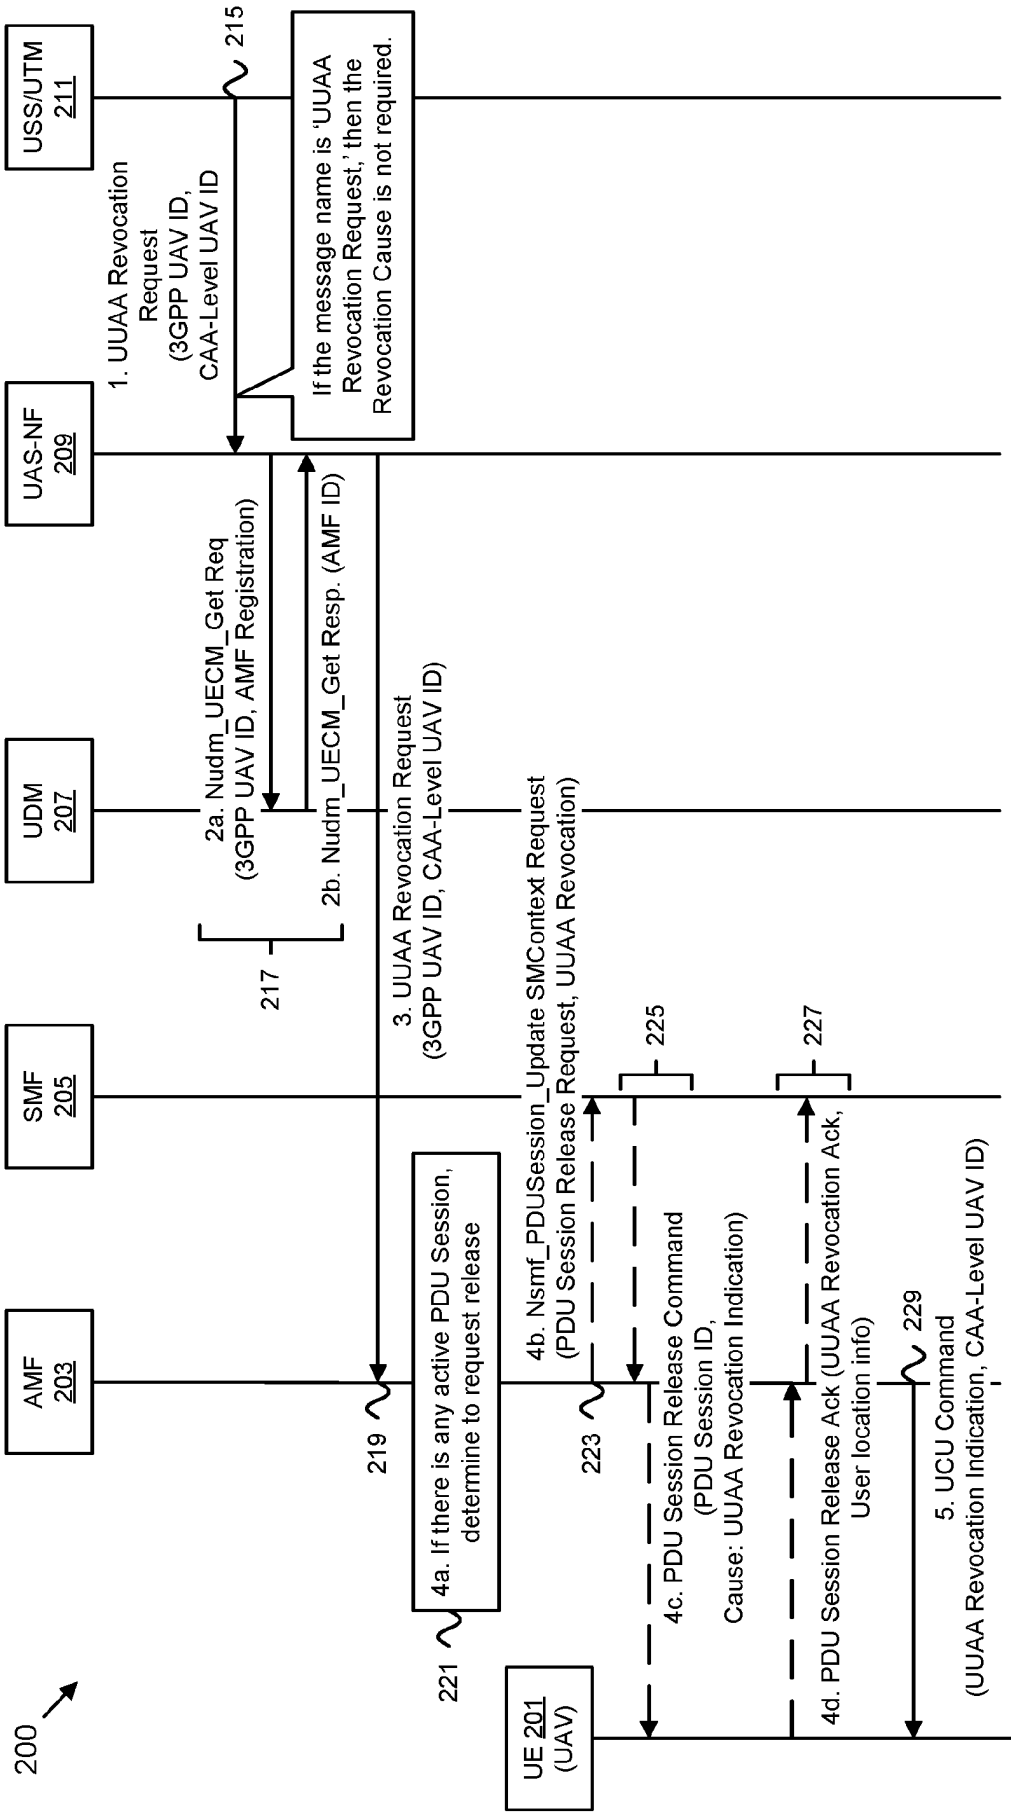 200
UE 201
(UAV)
AMF
203
SMF
205
UDM
207
UAS-NF
209
USS/UTM
211
1. UUAA Revocation
Request
(3GPP UAV ID,
CAA-Level UAV ID
215
If the message name is ‘UUAA
Revocation Request,’ then the
Revocation Cause is not required.
217
2a. Nudm_UECM_Get Req
(3GPP UAV ID, AMF Registration)
2b. Nudm_UECM_Get Resp. (AMF ID)
219
3. UUAA Revocation Request
(3GPP UAV ID, CAA-Level UAV ID)
221
4a. If there is any active PDU Session,
determine to request release
4b. Nsmf_PDUSession_Update SMContext Request
(PDU Session Release Request, UUAA Revocation)
223
225
4c. PDU Session Release Command
(PDU Session ID,
Cause: UUAA Revocation Indication)
227
4d. PDU Session Release Ack (UUAA Revocation Ack,
User location info)
229
5. UCU Command
(UUAA Revocation Indication, CAA-Level UAV ID)